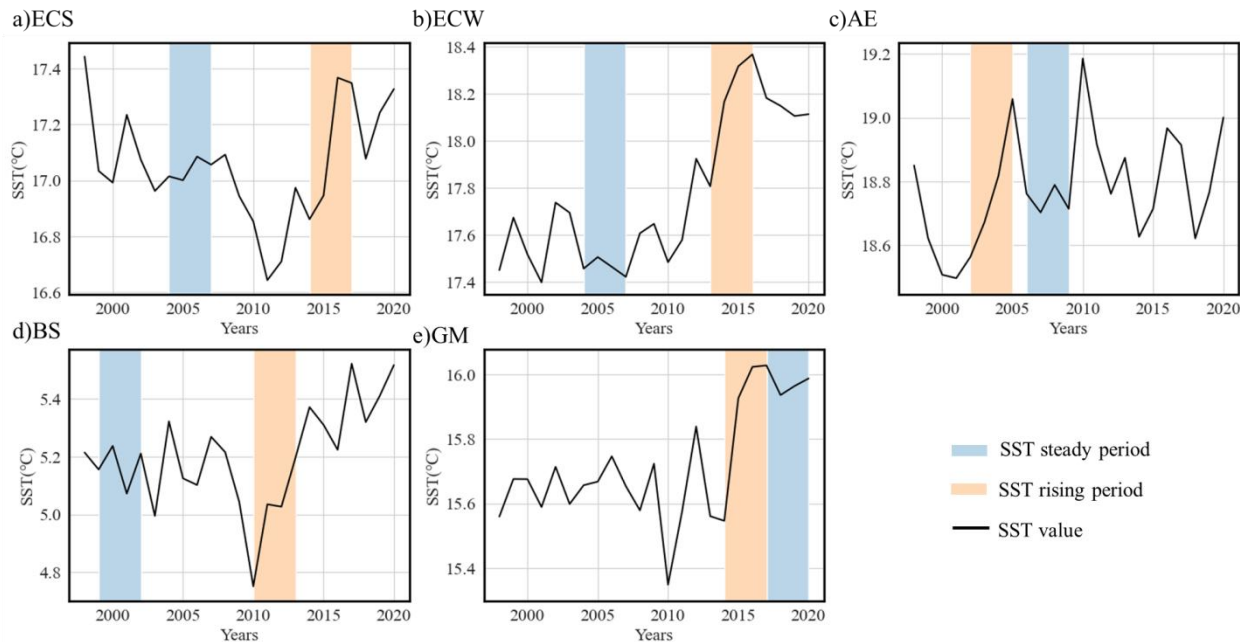 a)ECS
b)ECW
c)AE
17.4
17.2
17.0
16.8
16.6
SST(℃)
2000 2005 2010 2015 2020
Years
18.4
18.2
18.0
17.8
17.6
17.4
SST(℃)
2000 2005 2010 2015 2020
Years
19.2
19.0
18.8
18.6
SST(℃)
2000 2005 2010 2015 2020
Years
d)BS
e)GM
5.4
5.2
5.0
4.8
SST(℃)
2000 2005 2010 2015 2020
Years
16.0
15.8
15.6
15.4
SST(℃)
2000 2005 2010 2015 2020
Years
SST steady period
SST rising period
SST value